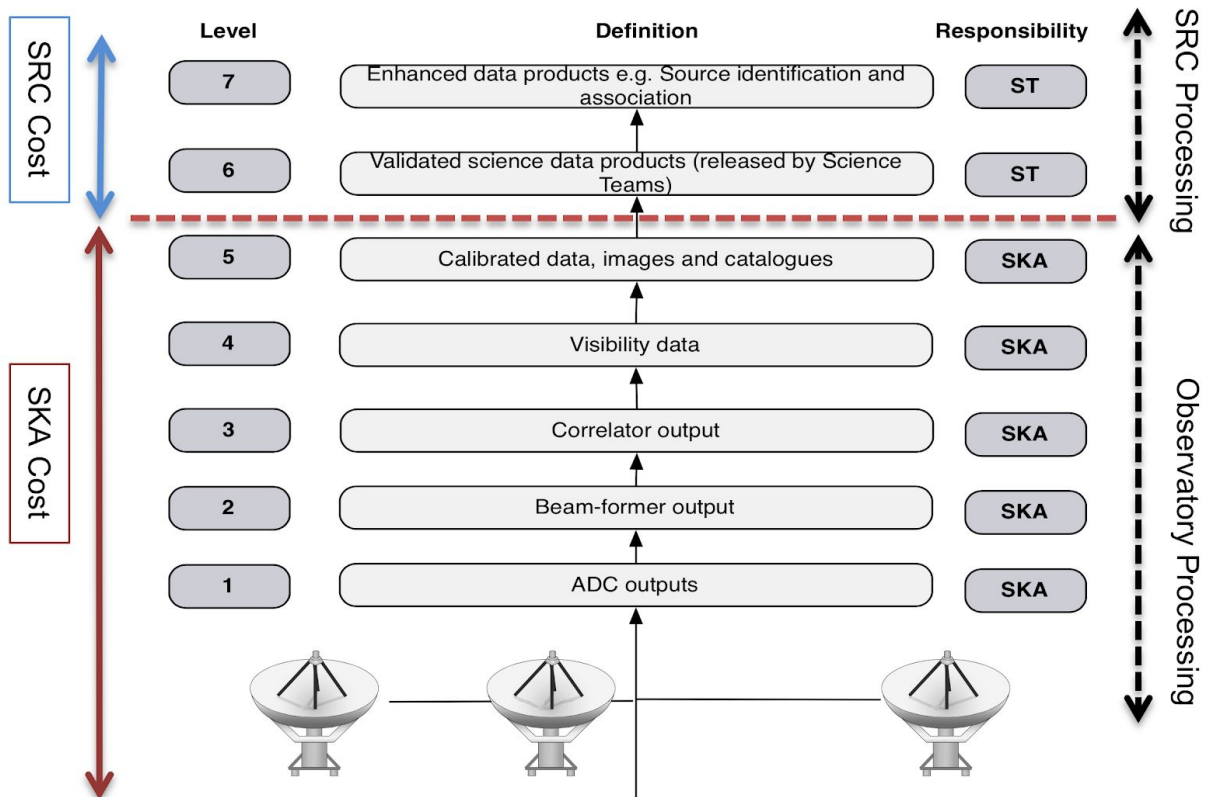 Level Definition Responsibility
7 Enhanced data products e.g. Source identification and
association ST
6 Validated science data products (released by Science
Teams) ST
5 Calibrated data, images and catalogues SKA
4 Visibility data SKA
3 Correlator output SKA
2 Beam-former output SKA
1 ADC outputs SKA
SRC Cost
SKA Cost
SRC Processing
Observatory Processing